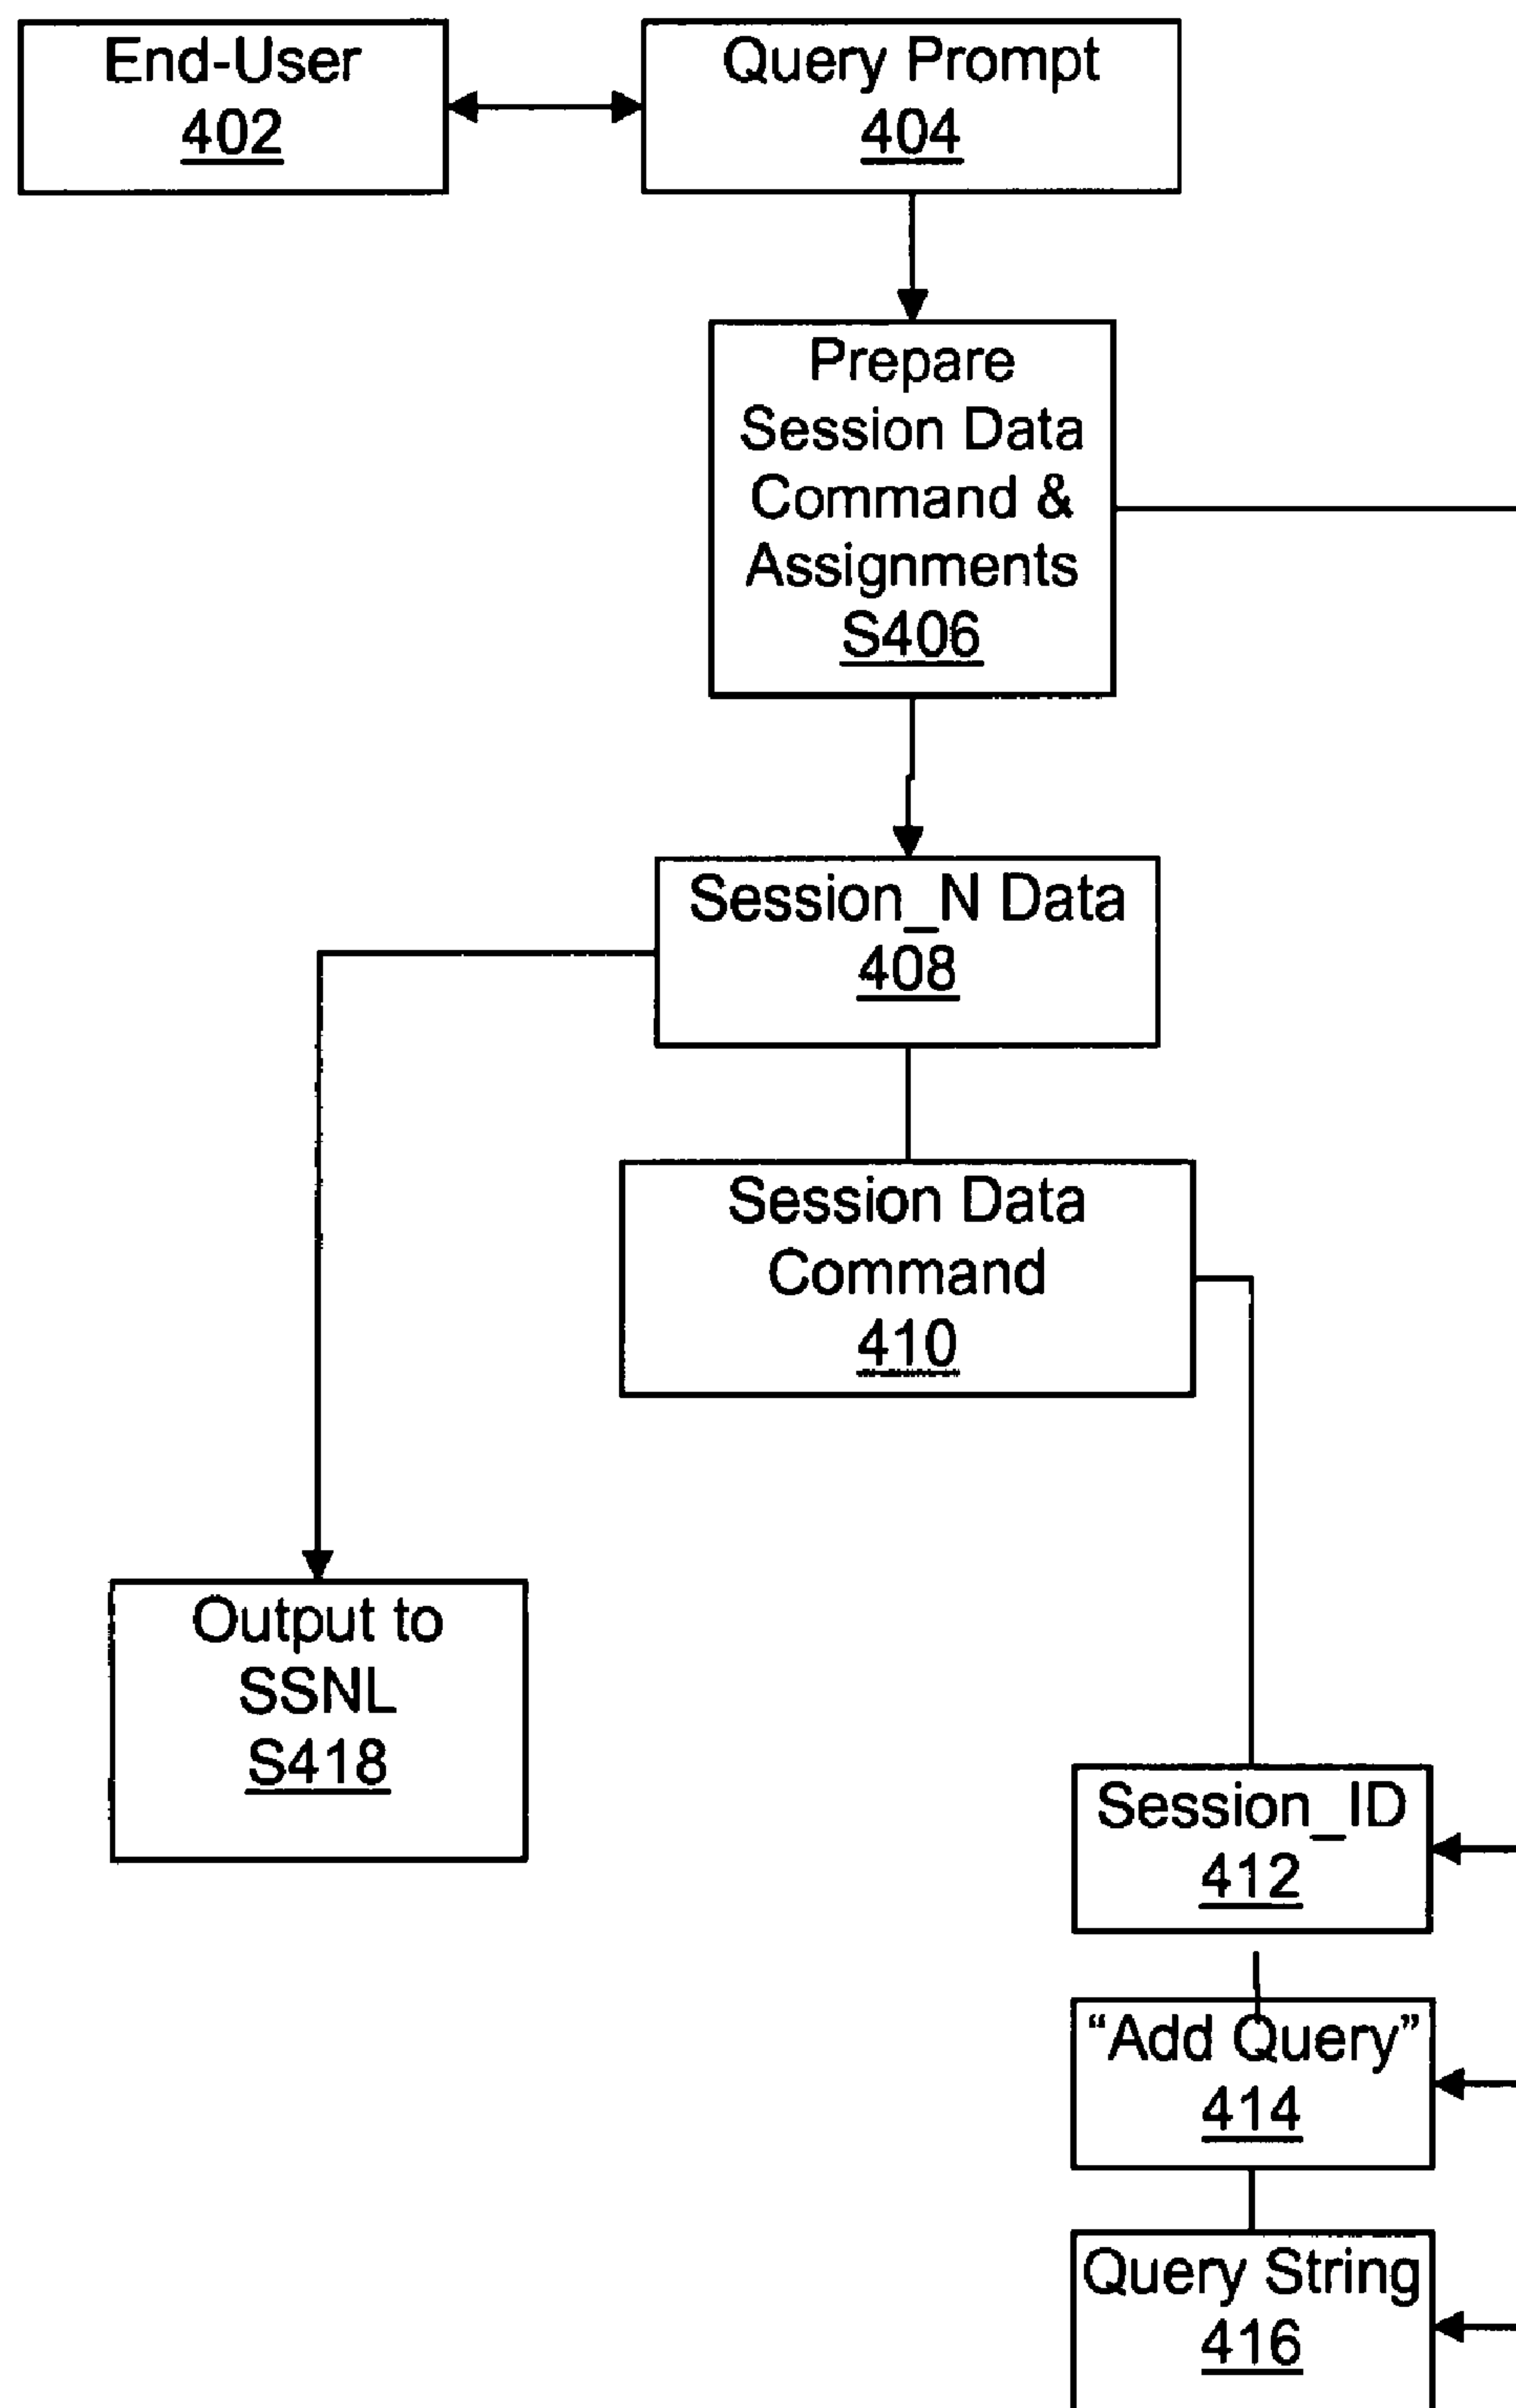 End-User
402
Query Prompt
404
Prepare
Session Data
Command &
Assignments
S406
Session_N Data
408
Session Data
Command
410
Output to
SSNL
S418
Session_ID
412
“Add Query”
414
Query String
416